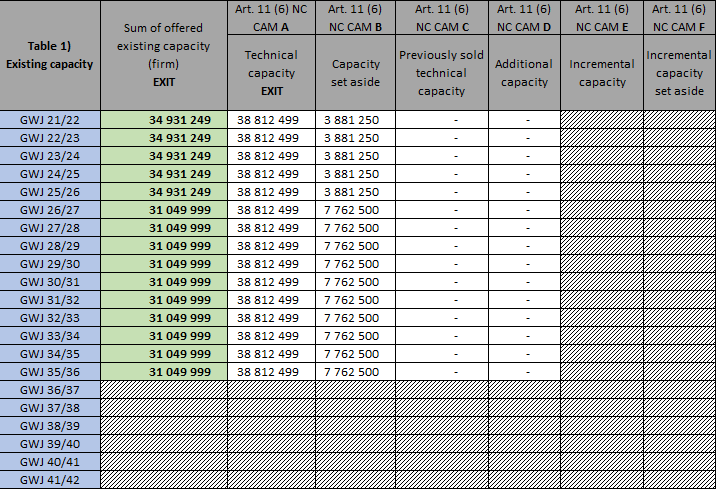 Table 1) Existing capacity | Sum of offered existing capacity (firm) EXIT | Art. 11 (6) NC CAM A | Art. 11 (6) NC CAM B | Art. 11 (6) NC CAM C | Art. 11 (6) NC CAM D | Art. 11 (6) NC CAM E | Art. 11 (6) NC CAM F
Technical capacity EXIT | Capacity set aside | Previously sold technical capacity | Additional capacity | Incremental capacity | Incremental capacity set aside
GWJ 21/22 34 931 249 38 812 499 3 881 250 - -
GWJ 22/23 34 931 249 38 812 499 3 881 250 - -
GWJ 23/24 34 931 249 38 812 499 3 881 250 - -
GWJ 24/25 34 931 249 38 812 499 3 881 250 - -
GWJ 25/26 34 931 249 38 812 499 3 881 250 - -
GWJ 26/27 31 049 999 38 812 499 7 762 500 - -
GWJ 27/28 31 049 999 38 812 499 7 762 500 - -
GWJ 28/29 31 049 999 38 812 499 7 762 500 - -
GWJ 29/30 31 049 999 38 812 499 7 762 500 - -
GWJ 30/31 31 049 999 38 812 499 7 762 500 - -
GWJ 31/32 31 049 999 38 812 499 7 762 500 - -
GWJ 32/33 31 049 999 38 812 499 7 762 500 - -
GWJ 33/34 31 049 999 38 812 499 7 762 500 - -
GWJ 34/35 31 049 999 38 812 499 7 762 500 - -
GWJ 35/36 31 049 999 38 812 499 7 762 500 - -
GWJ 36/37
GWJ 37/38
GWJ 38/39
GWJ 39/40
GWJ 40/41
GWJ 41/42